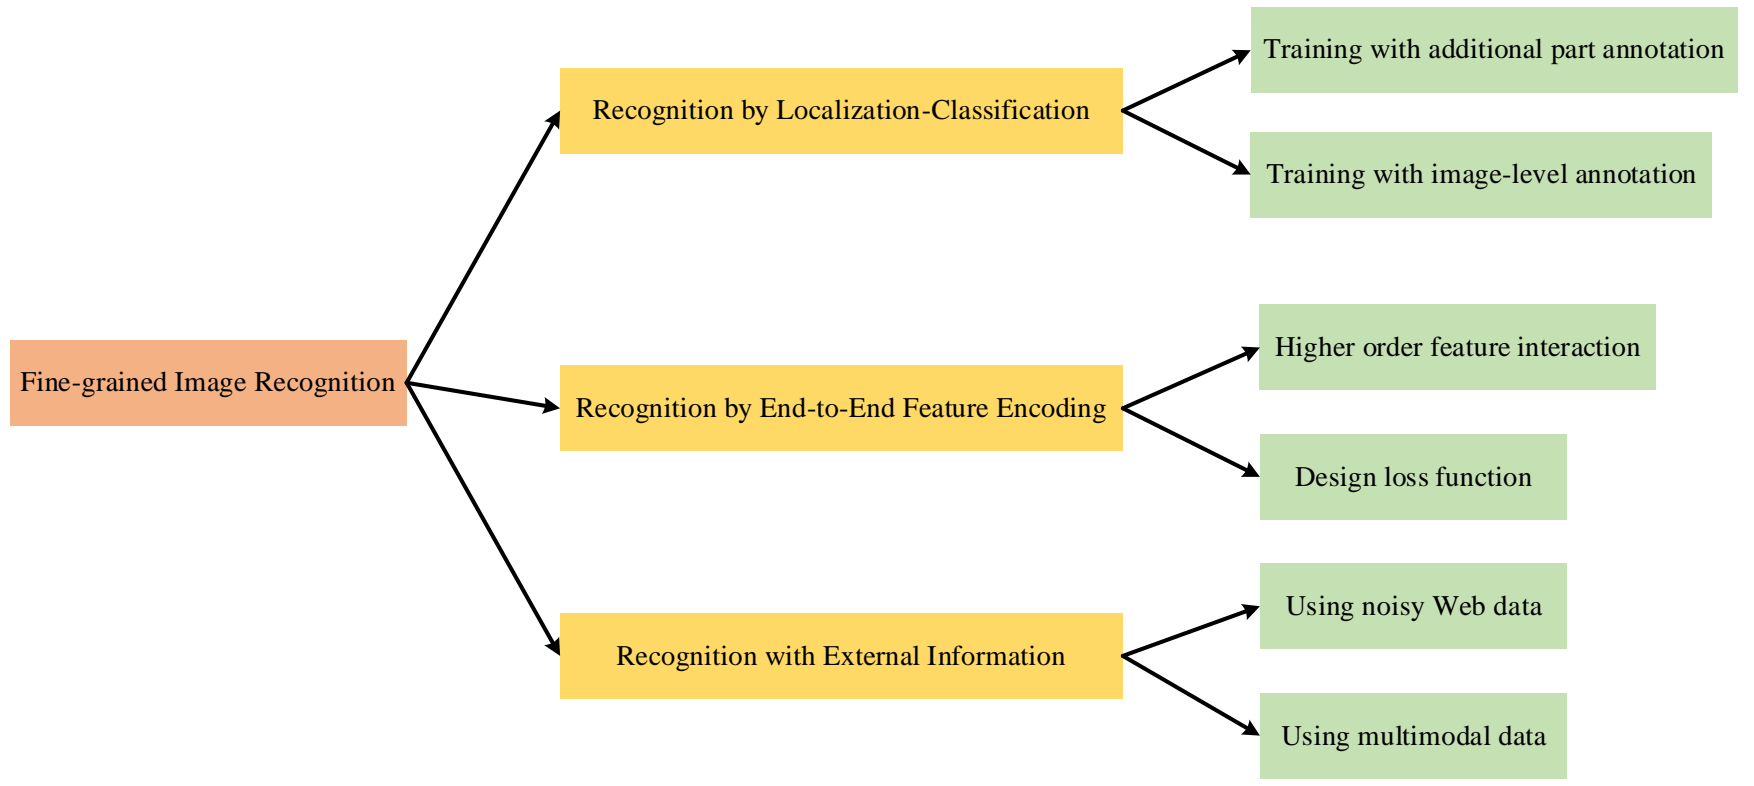 Fine-grained Image Recognition
Recognition by Localization-Classification
Training with additional part annotation
Training with image-level annotation
Recognition by End-to-End Feature Encoding
Higher order feature interaction
Design loss function
Recognition with External Information
Using noisy Web data
Using multimodal data